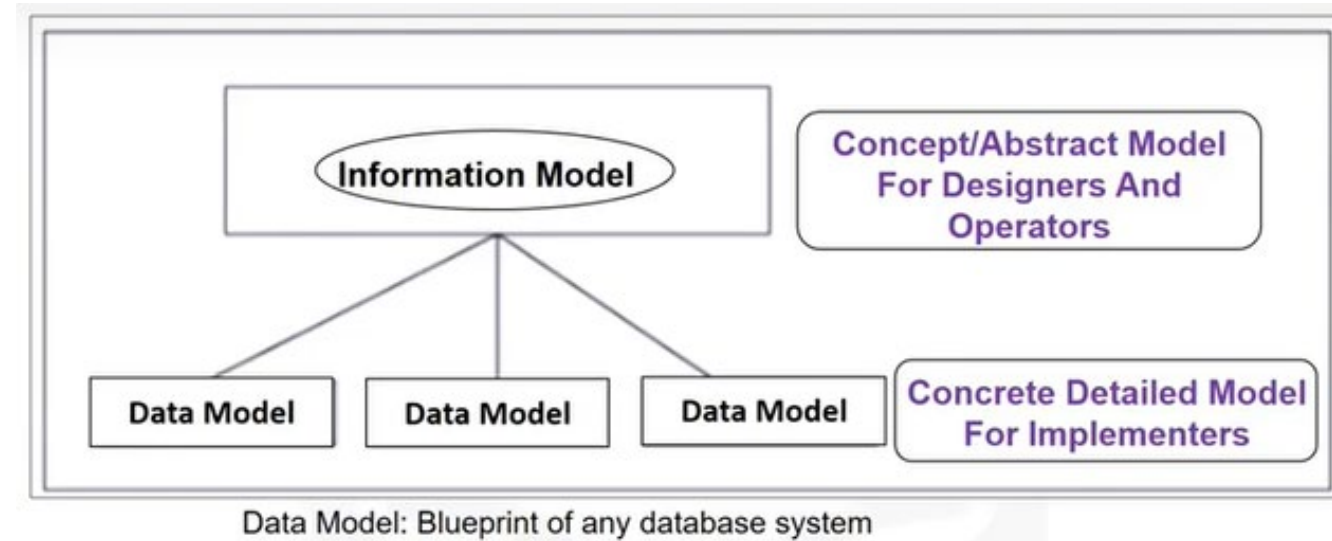 Information Model
Concept/Abstract Model
For Designers And
Operators
Data Model
Data Model
Data Model
Concrete Detailed Model
For Implementers
Data Model: Blueprint of any database system